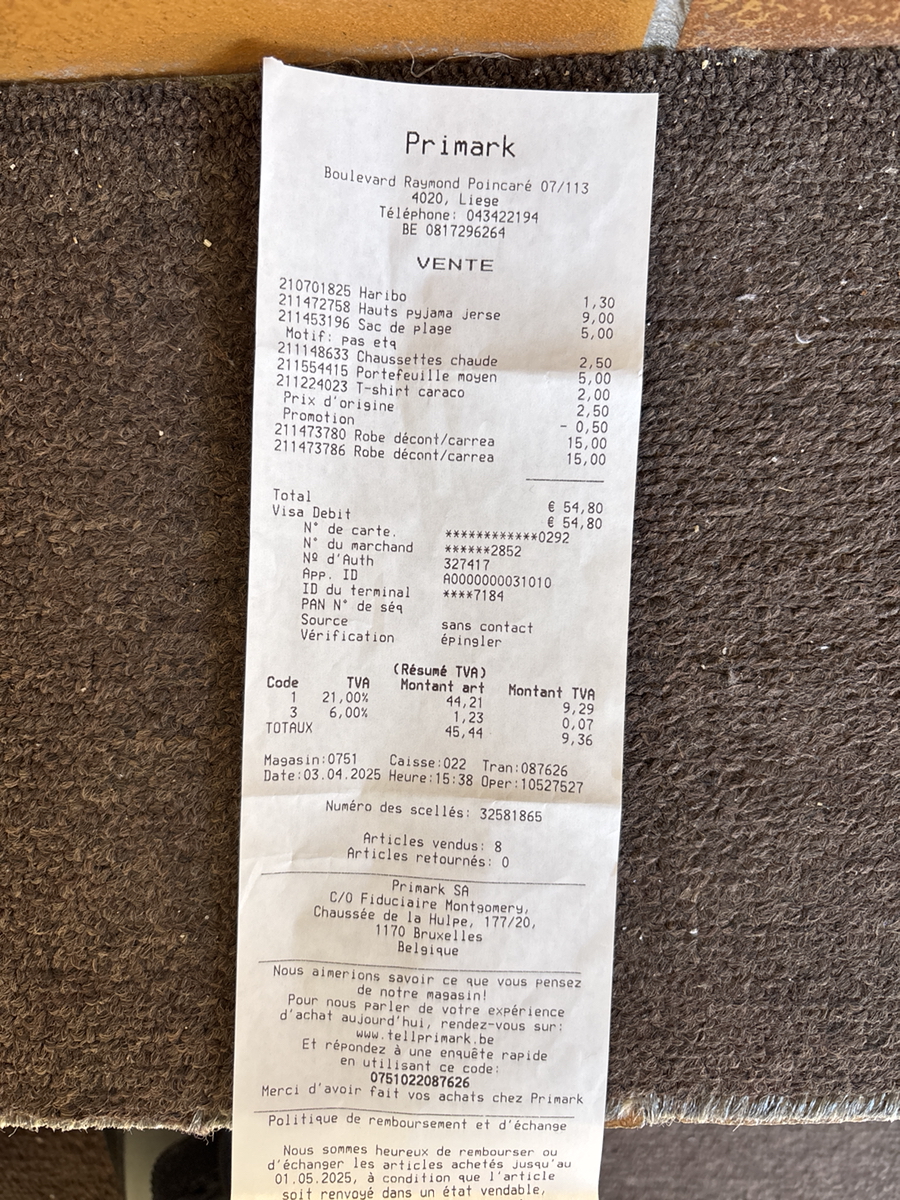 Primark
Boulevard Raymond Poincaré 07/113
4020, Liege
Téléphone: 043422194
BE 0817296264
VENTE
210701825 Haribo 1,30
211472758 Hauts pyjama jerse 9,00
211453196 Sac de plage 5,00
Motif: pas etq
211148633 Chaussettes chaude 2,50
211554415 Portefeuille moyen 5,00
211224023 T-shirt caraco 2,00
Prix d'origine 2,50
Promotion - 0,50
211473780 Robe décont/carrea 15,00
211473786 Robe décont/carrea 15,00
Total € 54,80
Visa Debit € 54,80
N° de carte. ************0292
N° du marchand ******2852
Nº d'Auth 327417
App. ID A0000000031010
ID du terminal ****7184
PAN N° de séq
Source sans contact
Vérification épingler
(Résumé TVA)
Code TVA Montant art Montant TVA
1 21,00% 44,21 9,29
3 6,00% 1,23 0,07
TOTAUX 45,44 9,36
Magasin:0751 Caisse:022 Tran:087626
Date:03.04.2025 Heure:15:38 Oper:10527527
Numéro des scellés: 32581865
Articles vendus: 8
Articles retournés: 0
Primark SA
C/O Fiduciaire Montgomery,
Chaussée de la Hulpe, 177/20,
1170 Bruxelles
Belgique
Nous aimerions savoir ce que vous pensez
de notre magasin!
Pour nous parler de votre expérience
d'achat aujourd'hui, rendez-vous sur:
www.tellprimark.be
Et répondez à une enquête rapide
en utilisant ce code:
0751022087626
Merci d'avoir fait vos achats chez Primark
Politique de remboursement et d'échange
Nous sommes heureux de rembourser ou
d'échanger les articles achetés jusqu'au
01.05.2025, à condition que l'article
soit renvoyé dans un état vendable,